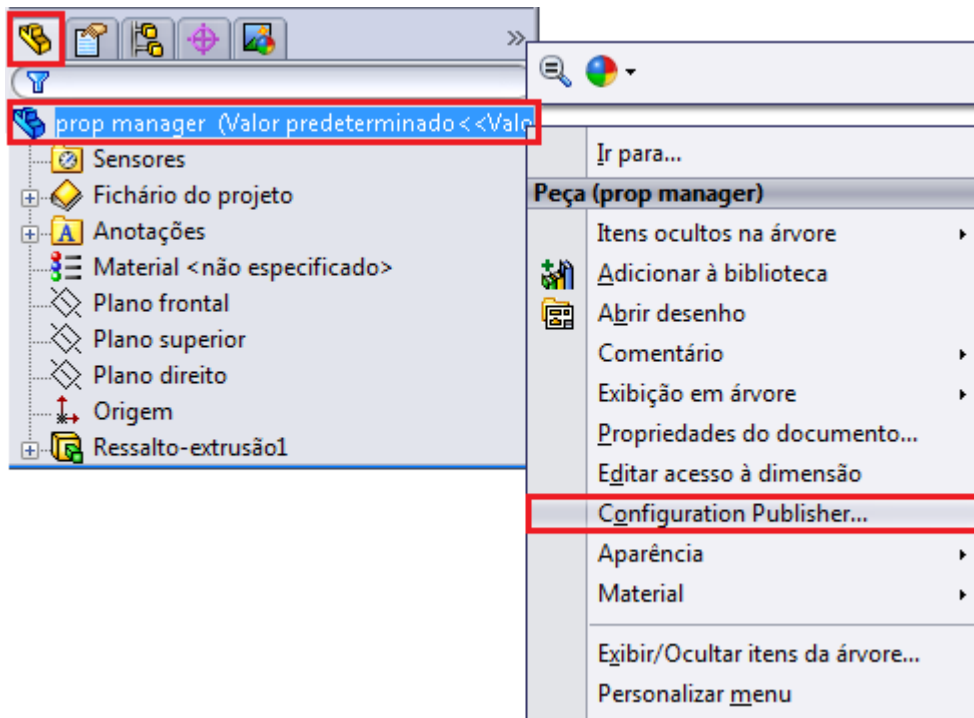 »
prop manager (Valor predeterminado<<Valo
Sensores
Fichário do projeto
Anotações
Material <não especificado>
Plano frontal
Plano superior
Plano direito
Origem
Ressalto-extrusão1
Ir para...
Peça (prop manager)
Itens ocultos na árvore
Adicionar à biblioteca
Abrir desenho
Comentário
Exibição em árvore
Propriedades do documento...
Editar acesso à dimensão
Configuration Publisher...
Aparência
Material
Exibir/Ocultar itens da árvore...
Personalizar menu